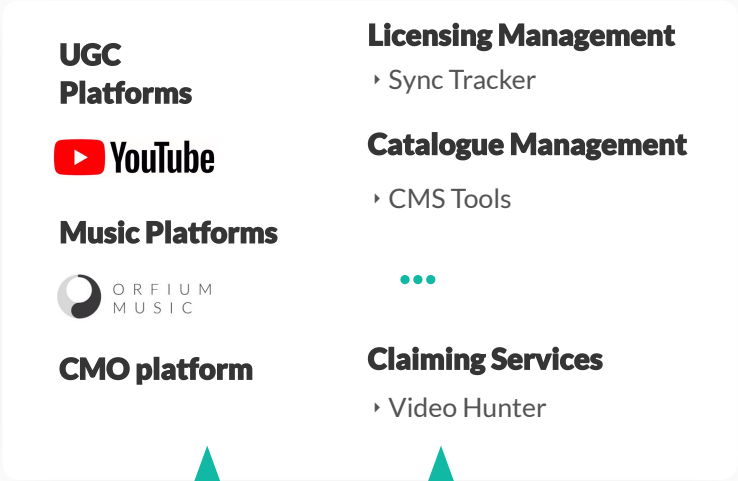 UGC
Platforms
YouTube
Music Platforms
ORFIUM
MUSIC
CMO platform
Licensing Management
Sync Tracker
Catalogue Management
CMS Tools
...
Claiming Services
Video Hunter